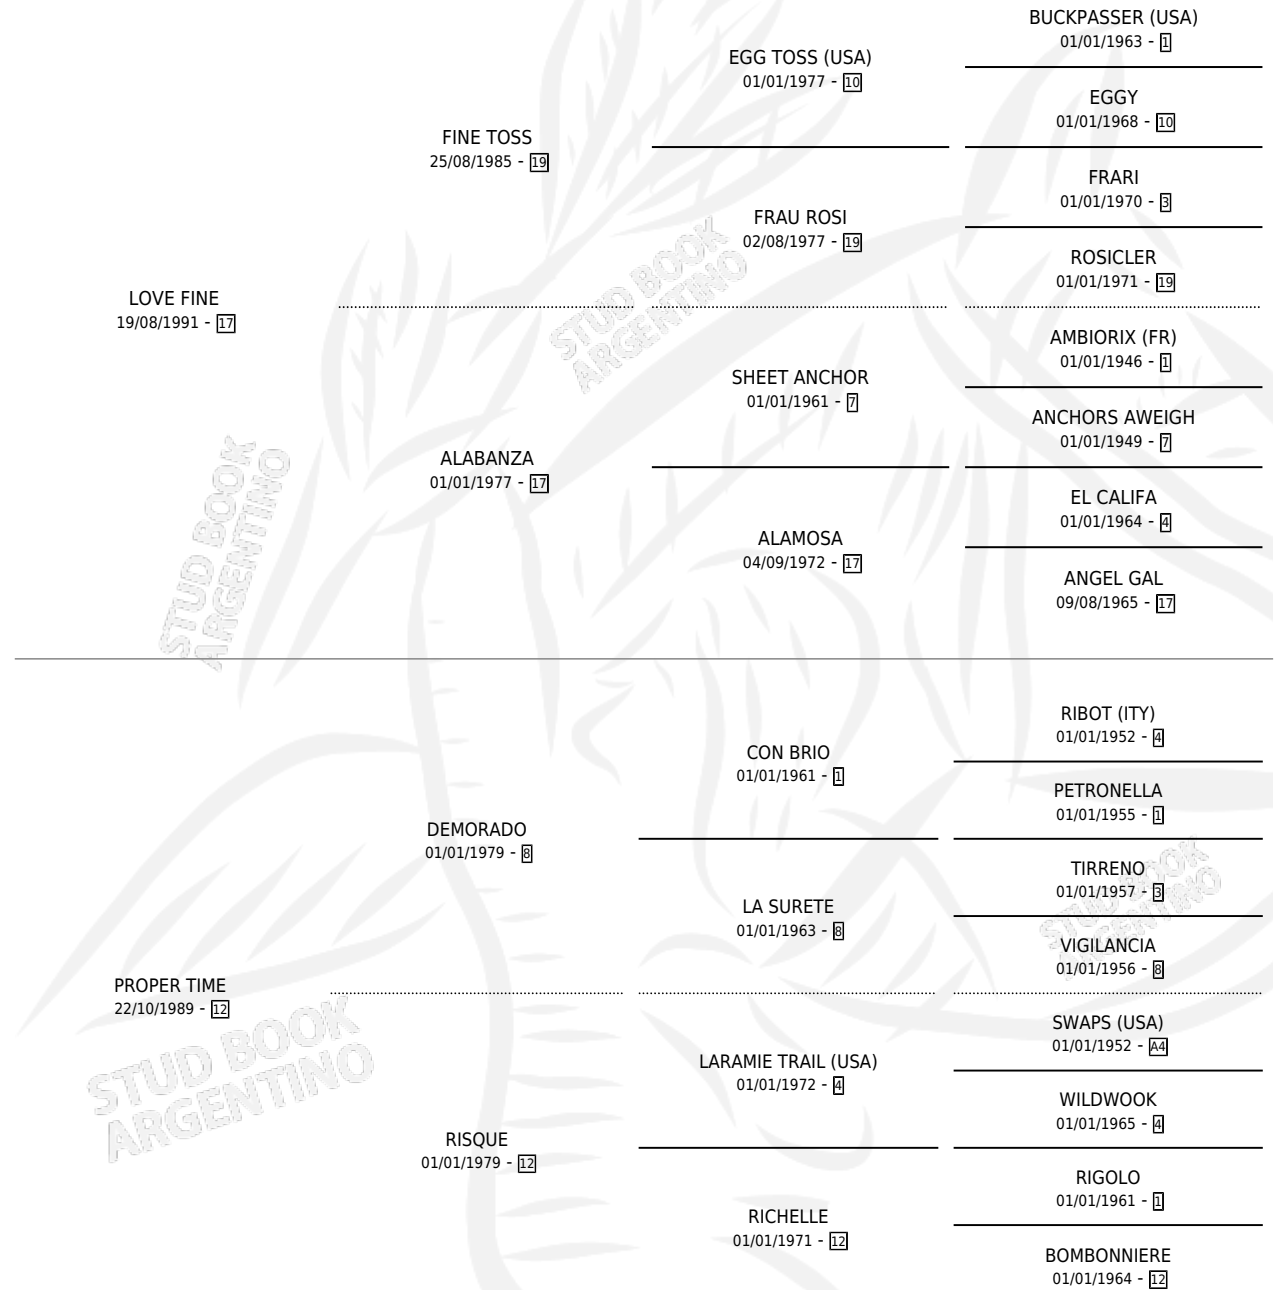 BUCKPASSER (USA)
01/01/1963 - 1
EGG TOSS (USA)
01/01/1977 - 10
EGGY
01/01/1968 - 10
FINE TOSS
25/08/1985 - 19
FRARI
01/01/1970 - 3
FRAU ROSI
02/08/1977 - 19
ROSICLER
01/01/1971 - 19
LOVE FINE
19/08/1991 - 17
AMBIORIX (FR)
01/01/1946 - 1
SHEET ANCHOR
01/01/1961 - 7
ANCHORS AWEIGH
01/01/1949 - 7
ALABANZA
01/01/1977 - 17
EL CALIFA
01/01/1964 - 4
ALAMOSA
04/09/1972 - 17
ANGEL GAL
09/08/1965 - 17
STUD BOOK
ARGENTINO
STUD BOOK
ARGENTINO
RIBOT (ITY)
01/01/1952 - 4
CON BRIO
01/01/1961 - 1
PETRONELLA
01/01/1955 - 1
DEMORADO
01/01/1979 - 8
TIRRENO
01/01/1957 - 3
LA SURETE
01/01/1963 - 8
VIGILANCIA
01/01/1956 - 8
PROPER TIME
22/10/1989 - 12
SWAPS (USA)
01/01/1952 - A4
LARAMIE TRAIL (USA)
01/01/1972 - 4
WILDWOOK
01/01/1965 - 4
RISQUE
01/01/1979 - 12
RIGOLO
01/01/1961 - 1
RICHELLE
01/01/1971 - 12
BOMBONNIERE
01/01/1964 - 12
STUD BOOK
ARGENTINO
STUD BOOK
ARGENTINO